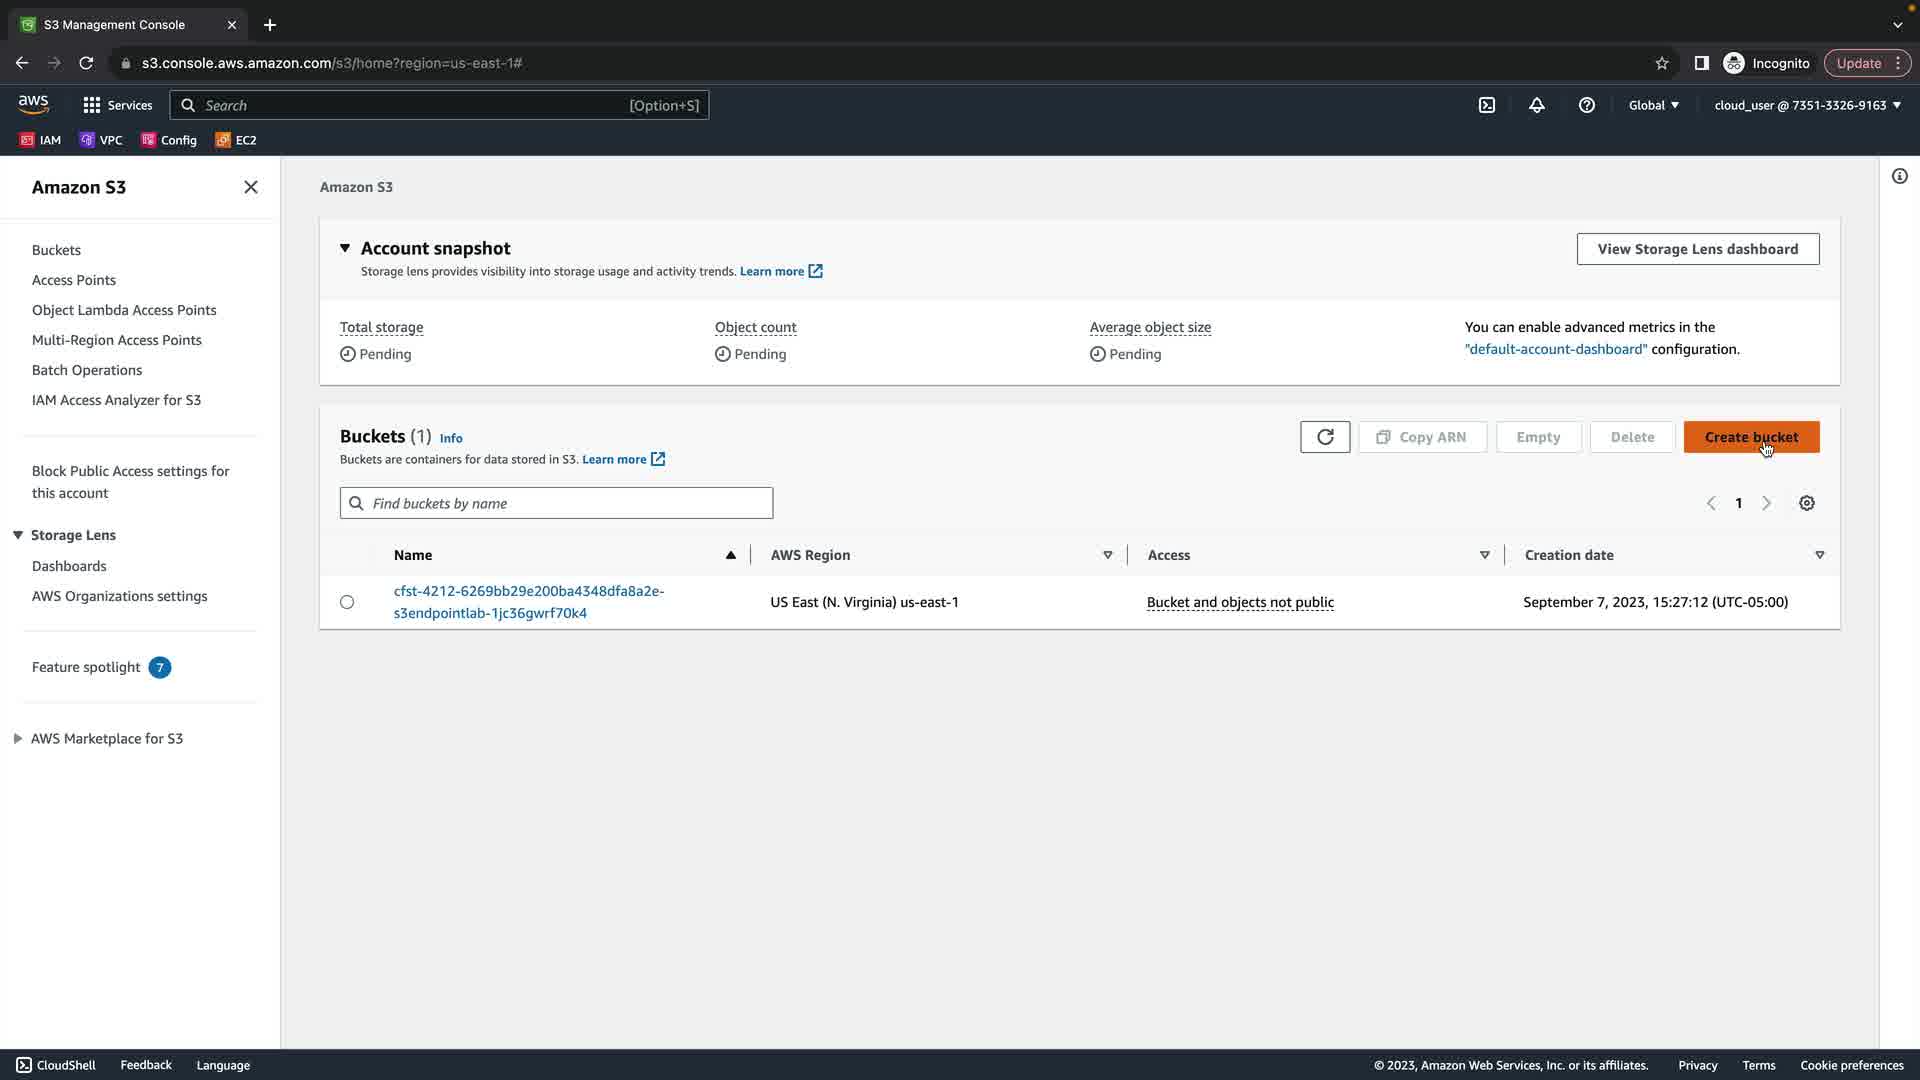 S3 Management Console
s3.console.aws.amazon.com/s3/home?region=us-east-1#
Incognito
Update
aws
Services
Search
[Option+S]
Global
cloud_user @ 7351-3326-9163
IAM
VPC
Config
EC2
Amazon S3
Buckets
Access Points
Object Lambda Access Points
Multi-Region Access Points
Batch Operations
IAM Access Analyzer for S3
Block Public Access settings for
this account
Storage Lens
Dashboards
AWS Organizations settings
Feature spotlight 7
AWS Marketplace for S3
Amazon S3
Account snapshot
Storage lens provides visibility into storage usage and activity trends. Learn more
View Storage Lens dashboard
Total storage
Pending
Object count
Pending
Average object size
Pending
You can enable advanced metrics in the
"default-account-dashboard" configuration.
Buckets (1) Info
Buckets are containers for data stored in S3. Learn more
Copy ARN
Empty
Delete
Create bucket
Find buckets by name
1
Name
AWS Region
Access
Creation date
cfst-4212-6269bb29e200ba4348dfa8a2e-
s3endpointlab-1jc36gwrf70k4
US East (N. Virginia) us-east-1
Bucket and objects not public
September 7, 2023, 15:27:12 (UTC-05:00)
CloudShell
Feedback
Language
© 2023, Amazon Web Services, Inc. or its affiliates.
Privacy
Terms
Cookie preferences